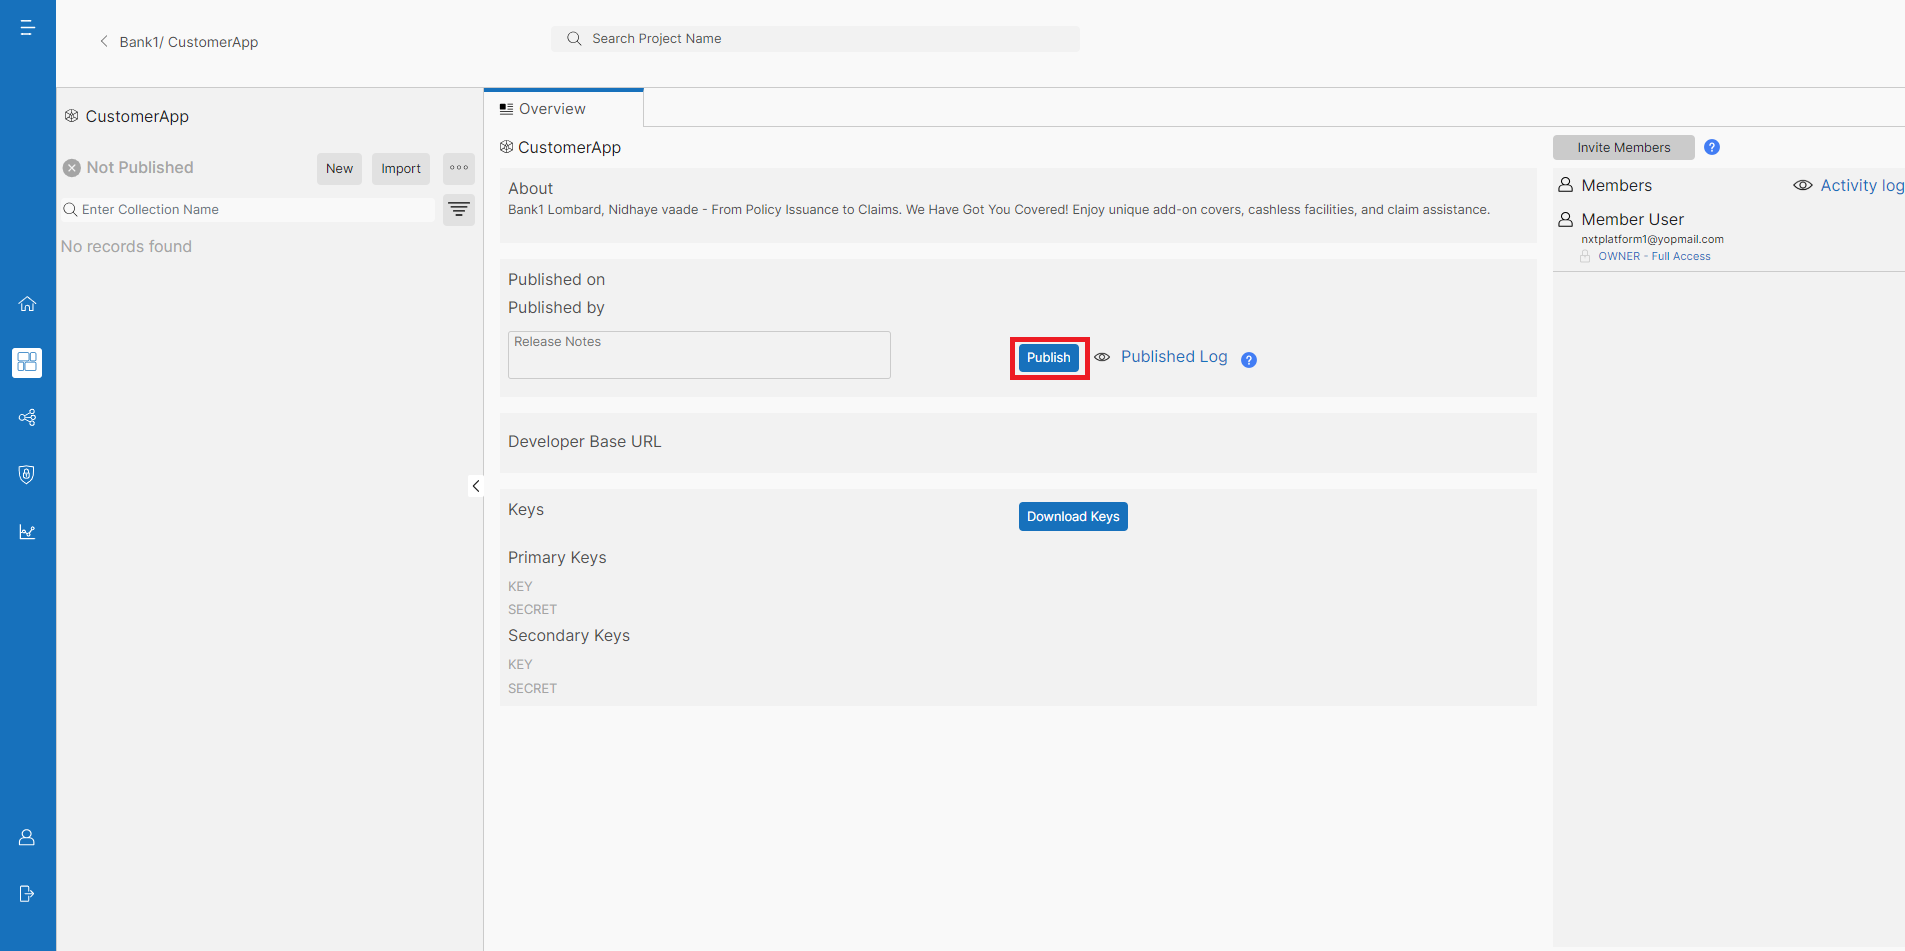 Bank1/ CustomerApp
Search Project Name
CustomerApp
Not Published
New
Import
Enter Collection Name
No records found
Overview
CustomerApp
About
Bank1 Lombard, Nidhaye vaade - From Policy Issuance to Claims. We Have Got You Covered! Enjoy unique add-on covers, cashless facilities, and claim assistance.
Published on
Published by
Release Notes
Publish
Published Log
?
Developer Base URL
Keys
Download Keys
Primary Keys
KEY
SECRET
Secondary Keys
KEY
SECRET
Invite Members
?
Members
Activity log
Member User
nxtplatform1@yopmail.com
OWNER - Full Access